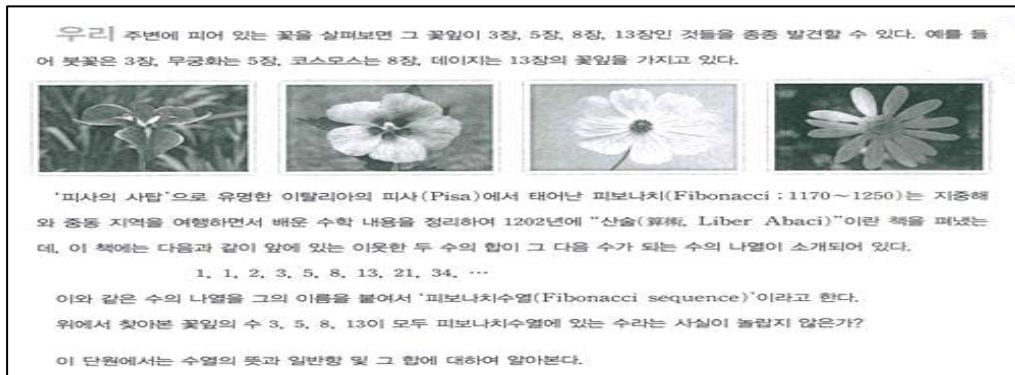 우리 주변에 피어 있는 꽃을 살펴보면 그 꽃잎이 3장, 5장, 8장, 13장인 것들을 종종 발견할 수 있다. 예를 들
어 붓꽃은 3장, 무궁화는 5장, 코스모스는 8장, 데이지는 13장의 꽃잎을 가지고 있다.
'피사의 사탑'으로 유명한 이탈리아의 피사(Pisa)에서 태어난 피보나치(Fibonacci ; 1170～1250)는 지중해
와 중동 지역을 여행하면서 배운 수학 내용을 정리하여 1202년에 "산술(算術, Liber Abaci)"이란 책을 펴냈는
데, 이 책에는 다음과 같이 앞에 있는 이웃한 두 수의 합이 그 다음 수가 되는 수의 나열이 소개되어 있다.
1, 1, 2, 3, 5, 8, 13, 21, 34, …
이와 같은 수의 나열을 그의 이름을 붙여서 '피보나치수열(Fibonacci sequence)'이라고 한다.
위에서 찾아본 꽃잎의 수 3, 5, 8, 13이 모두 피보나치수열에 있는 수라는 사실이 놀랍지 않은가?
이 단원에서는 수열의 뜻과 일반항 및 그 합에 대하여 알아본다.